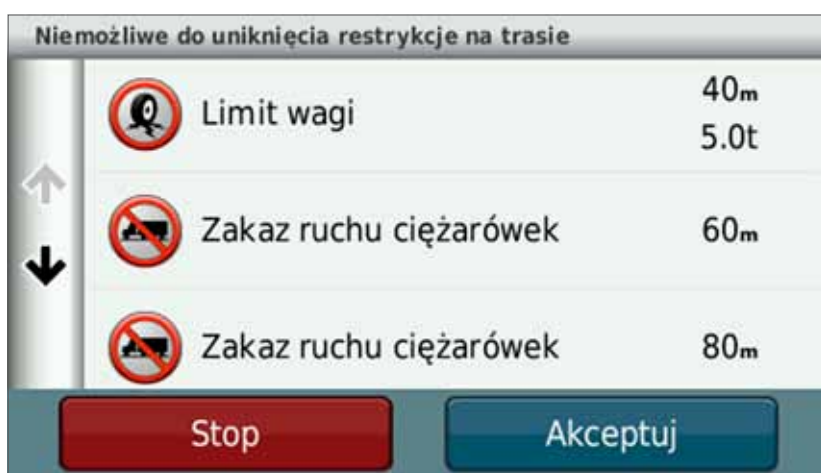 Niemożliwe do uniknięcia restrykcje na trasie
Limit wagi 40m
5.0t
Zakaz ruchu ciężarówek 60m
Zakaz ruchu ciężarówek 80m
Stop Akceptuj